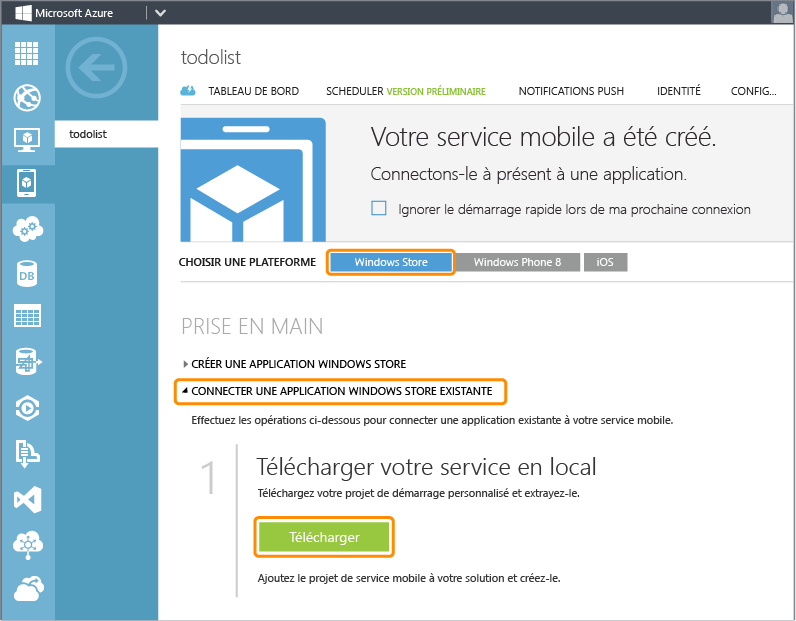 Microsoft Azure
todolist
todolist
TABLEAU DE BORD SCHEDULER VERSION PRÉLIMINAIRE NOTIFICATIONS PUSH IDENTITÉ CONFIG...
Votre service mobile a été créé.
Connectons-le à présent à une application.
Ignorer le démarrage rapide lors de ma prochaine connexion
CHOISIR UNE PLATEFORME Windows Store Windows Phone 8 iOS
PRISE EN MAIN
CRÉER UNE APPLICATION WINDOWS STORE
CONNECTER UNE APPLICATION WINDOWS STORE EXISTANTE
Effectuez les opérations ci-dessous pour connecter une application existante à votre service mobile.
1 Télécharger votre service en local
Téléchargez votre projet de démarrage personnalisé et extrayez-le.
Télécharger
Ajoutez le projet de service mobile à votre solution et créez-le.
DB